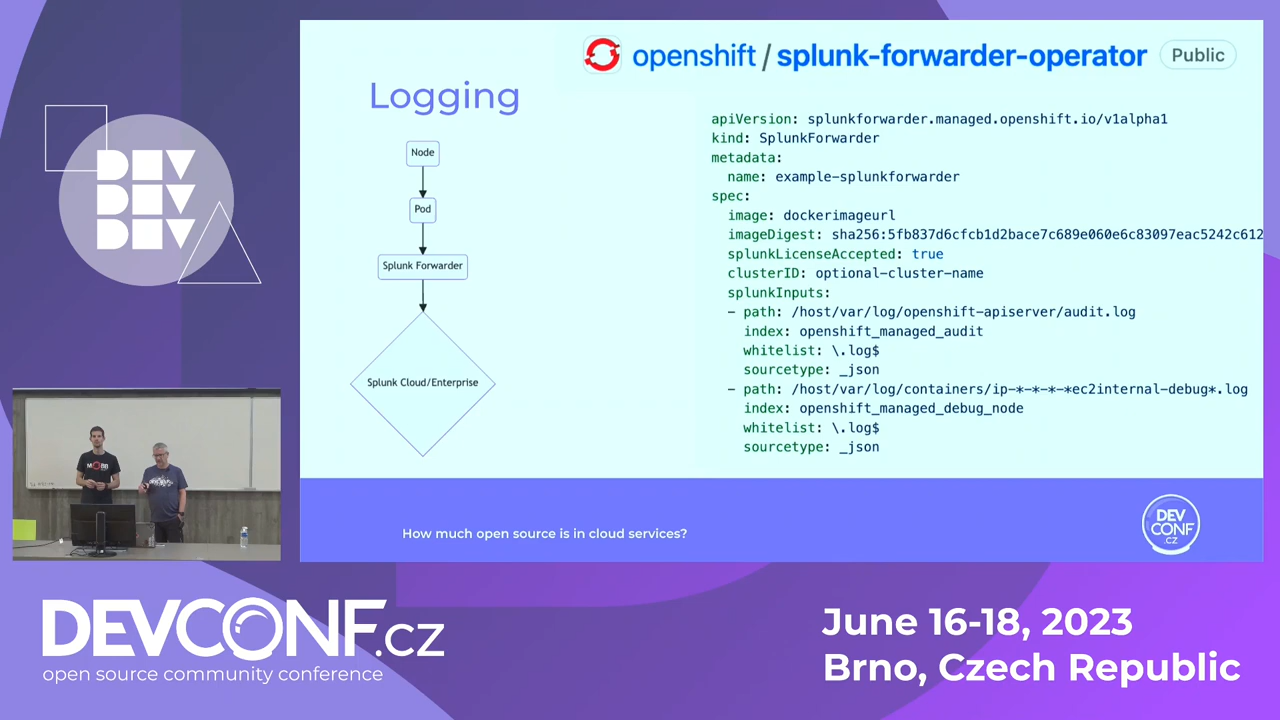 openshift / splunk-forwarder-operator Public
Logging
Node
Pod
Splunk Forwarder
Splunk Cloud/Enterprise
apiVersion: splunkforwarder.managed.openshift.io/v1alpha1
kind: SplunkForwarder
metadata:
  name: example-splunkforwarder
spec:
  image: dockerimageurl
  imageDigest: sha256:5fb837d6cfcb1d2bace7c689e060e6c83097eac5242c612
  splunkLicenseAccepted: true
  clusterID: optional-cluster-name
  splunkInputs:
  - path: /host/var/log/openshift-apiserver/audit.log
    index: openshift_managed_audit
    whitelist: \.log$
    sourcetype: _json
  - path: /host/var/log/containers/ip-*-*-*-*ec2internal-debug*.log
    index: openshift_managed_debug_node
    whitelist: \.log$
    sourcetype: _json
How much open source is in cloud services?
DEV
CONF
.CZ
DEV
DEV
DEV
DEVCONF.cz
open source community conference
June 16-18, 2023
Brno, Czech Republic